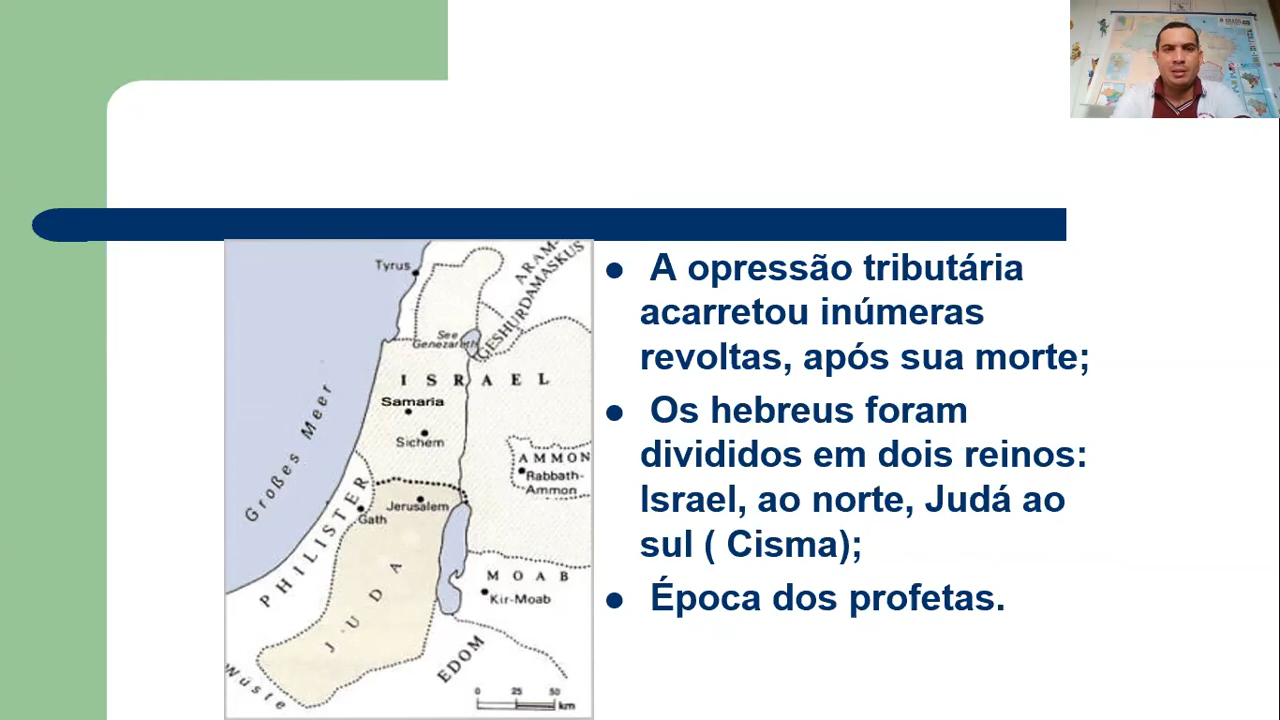 A opressão tributária
acarretou inúmeras
revoltas, após sua morte;
Os hebreus foram
divididos em dois reinos:
Israel, ao norte, Judá ao
sul ( Cisma);
Época dos profetas.
Tyrus
ARAM-
DAMASKUS
GESHUR
See
Genezareth
ISRAEL
Samaria
Sichem
Großes Meer
AMMON
Rabbath-
Ammon
Jerusalem
Gath
PHILISTER
JUDA
MOAB
Kir-Moab
EDOM
Wüste
0 25 50
km